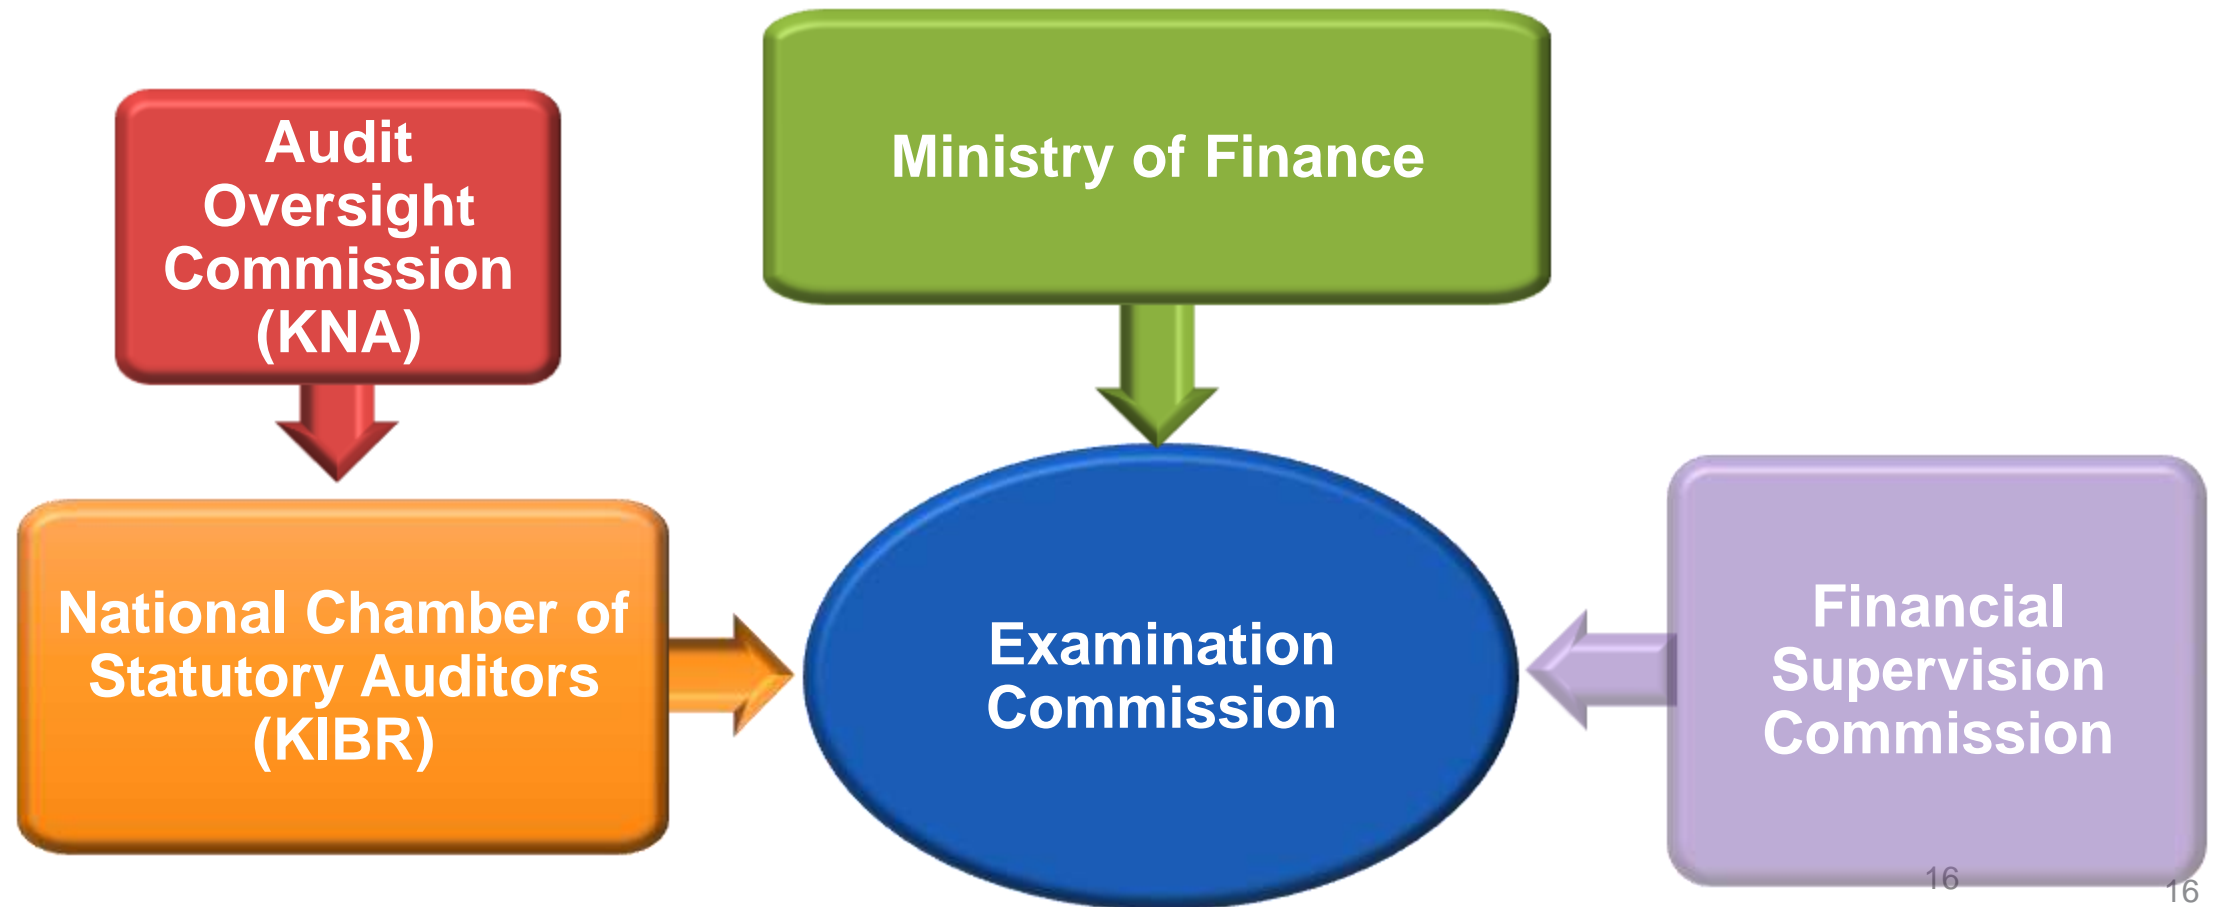 Audit
Oversight
Commission
(KNA)
Ministry of Finance
National Chamber of
Statutory Auditors
(KIBR)
Examination
Commission
Financial
Supervision
Commission
16
16